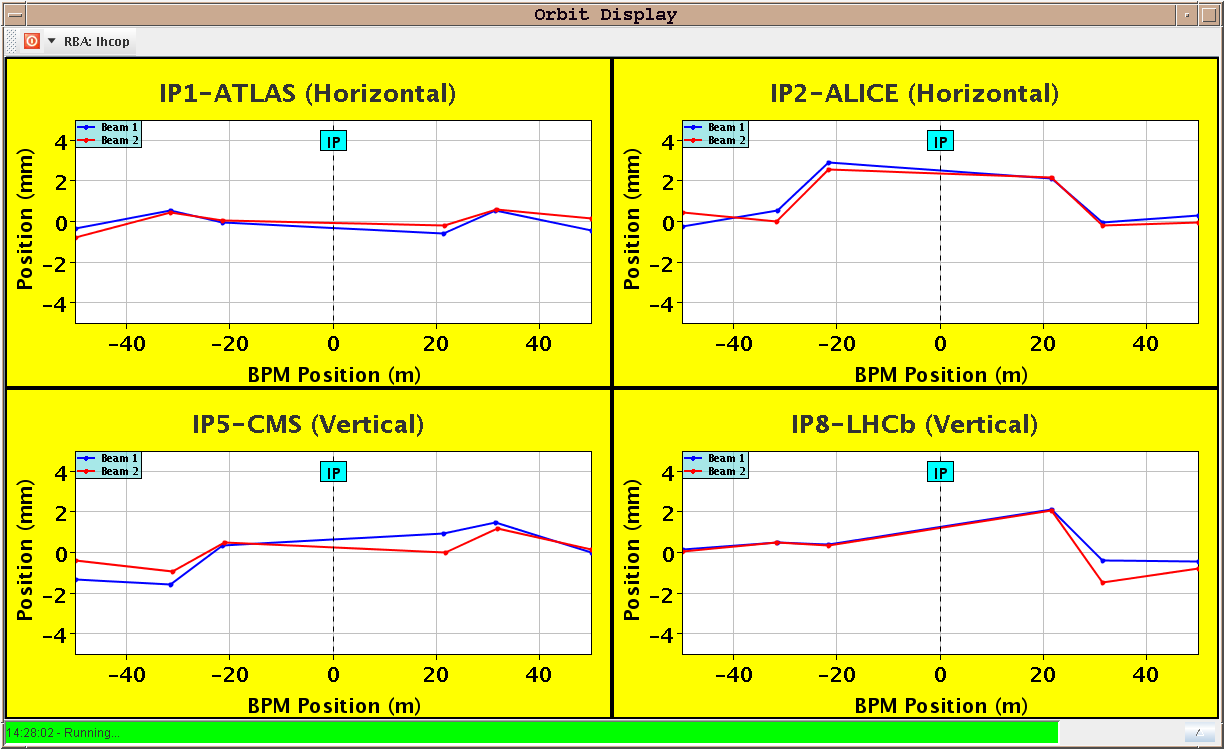 Orbit Display
RBA: lhcop
IP1-ATLAS (Horizontal)
Beam 1
Beam 2
IP
Position (mm)
4
2
0
-2
-4
-40 -20 0 20 40
BPM Position (m)
IP2-ALICE (Horizontal)
Beam 1
Beam 2
IP
Position (mm)
4
2
0
-2
-4
-40 -20 0 20 40
BPM Position (m)
IP5-CMS (Vertical)
Beam 1
Beam 2
IP
Position (mm)
4
2
0
-2
-4
-40 -20 0 20 40
BPM Position (m)
IP8-LHCb (Vertical)
Beam 1
Beam 2
IP
Position (mm)
4
2
0
-2
-4
-40 -20 0 20 40
BPM Position (m)
14:28:02 - Running...